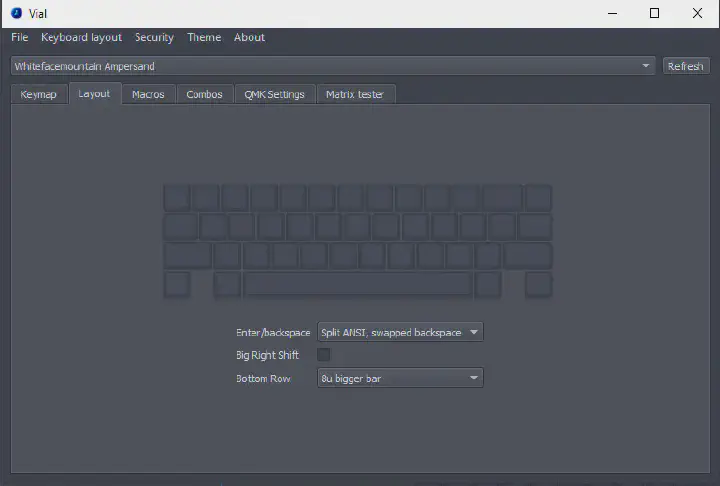 Vial
File Keyboard layout Security Theme About
Whitefacemountain Ampersand Refresh
Keymap Layout Macros Combos QMK Settings Matrix tester
Enter/backspace Split ANSI, swapped backspace
Big Right Shift
Bottom Row 8u bigger bar